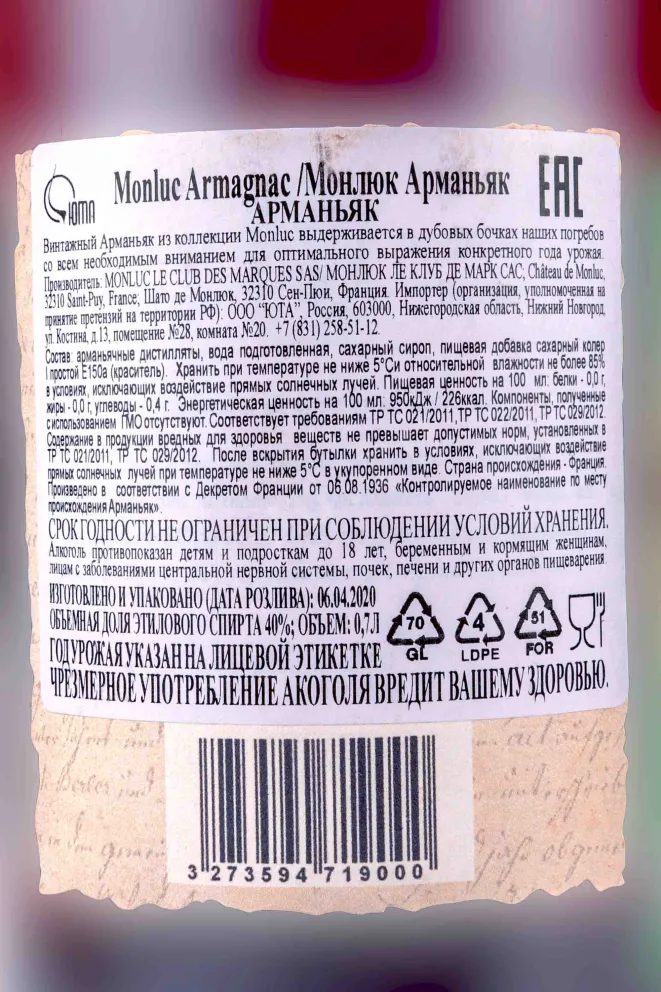 ЮТА
Monluc Armagnac /Монлюк Арманьяк
АРМАНЬЯК
EAC
Винтажный Арманьяк из коллекции Monluc выдерживается в дубовых бочках наших погребов
со всем необходимым вниманием для оптимального выражения конкретного года урожая.
Производитель: MONLUC LE CLUB DES MARQUES SAS/ МОНЛЮК ЛЕ КЛУБ ДЕ МАРК САС, Château de Monluc,
32310 Saint-Puy, France; Шато де Монлюк, 32310 Сен-Пюи, Франция. Импортер (организация, уполномоченная на
принятие претензий на территории РФ): ООО "ЮТА", Россия, 603000, Нижегородская область, Нижний Новгород,
ул. Костина, д.13, помещение №28, комната №20. +7 (831) 258-51-12.
Состав: арманьячные дистилляты, вода подготовленная, сахарный сироп, пищевая добавка сахарный колер
I простой Е150а (краситель). Хранить при температуре не ниже 5°Си относительной влажности не более 85%
в условиях, исключающих воздействие прямых солнечных лучей. Пищевая ценность на 100 мл: белки - 0,0 г,
жиры - 0,0 г, углеводы - 0,4 г. Энергетическая ценность на 100 мл: 950кДж / 226ккал. Компоненты, полученные
с использованием ГМО отсутствуют. Соответствует требованиям ТР ТС 021/2011, ТР ТС 022/2011, ТР ТС 029/2012.
Содержание в продукции вредных для здоровья веществ не превышает допустимых норм, установленных в
ТР ТС 021/2011, ТР ТС 029/2012. После вскрытия бутылки хранить в условиях, исключающих воздействие
прямых солнечных лучей при температуре не ниже 5°С в укупоренном виде. Страна происхождения - Франция.
Произведено в соответствии с Декретом Франции от 06.08.1936 «Контролируемое наименование по месту
происхождения Арманьяк».
СРОК ГОДНОСТИ НЕ ОГРАНИЧЕН ПРИ СОБЛЮДЕНИИ УСЛОВИЙ ХРАНЕНИЯ.
Алкоголь противопоказан детям и подросткам до 18 лет, беременным и кормящим женщинам,
лицам с заболеваниями центральной нервной системы, почек, печени и других органов пищеварения.
ИЗГОТОВЛЕНО И УПАКОВАНО (ДАТА РОЗЛИВА): 06.04.2020
ОБЪЕМНАЯ ДОЛЯ ЭТИЛОВОГО СПИРТА 40%; ОБЪЕМ: 0,7Л
ГОД УРОЖАЯ УКАЗАН НА ЛИЦЕВОЙ ЭТИКЕТКЕ
70 4 51
GL LDPE FOR
ЧРЕЗМЕРНОЕ УПОТРЕБЛЕНИЕ АКОГОЛЯ ВРЕДИТ ВАШЕМУ ЗДОРОВЬЮ.
3 273594 719000